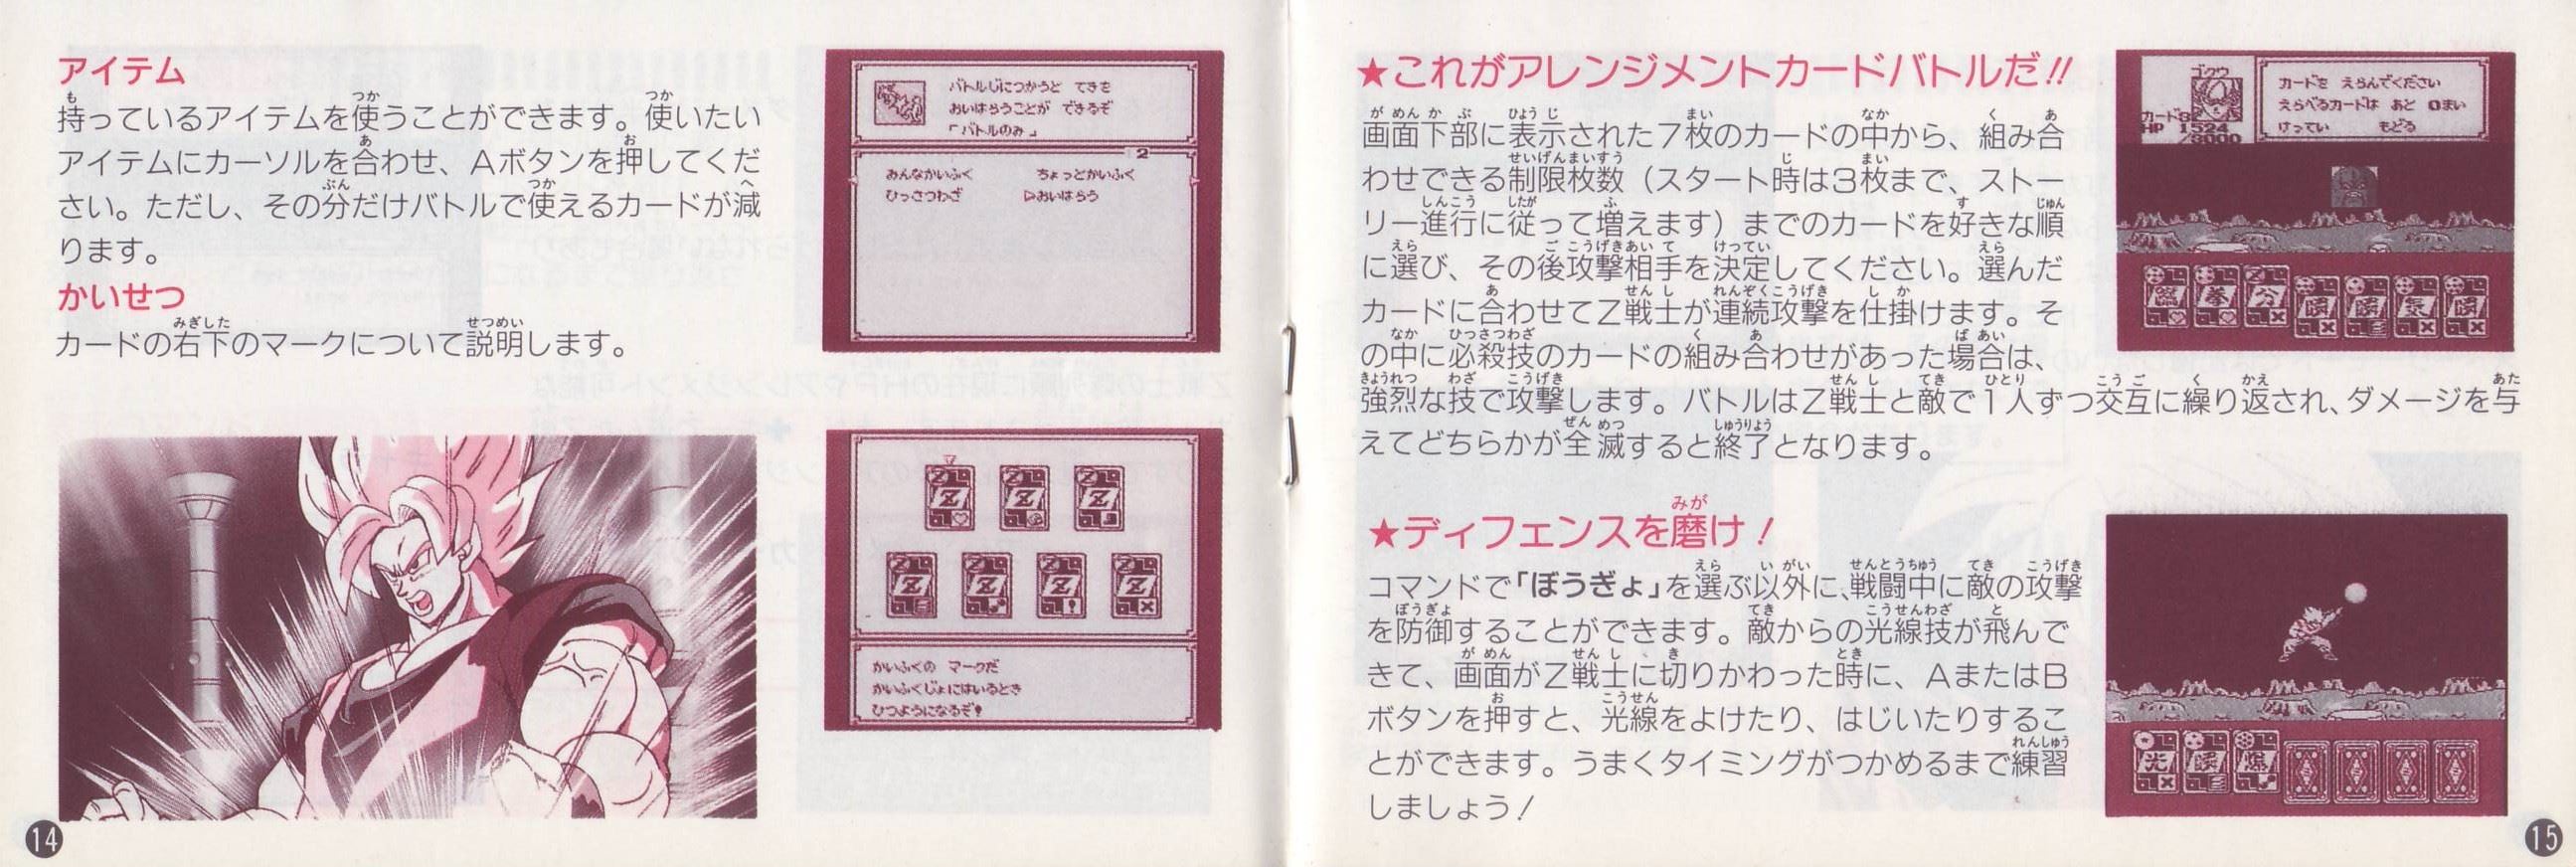 アイテム
持っているアイテムを使うことができます。使いたい
アイテムにカーソルを合わせ、Aボタンを押してくだ
さい。ただし、その分だけバトルで使えるカードが減
ります。
かいせつ
カードの右下のマークについて説明します。
バトルじにつかうと てきを
おいはらうことが できるぞ
「バトルのみ」
2
みんなかいふく ちょっとかいふく
ひっさつわざ ▷おいはらう
かいふくの マークだ
かいふくじょにはいるとき
ひつようになるぞ!
14
★これがアレンジメントカードバトルだ!!
画面下部に表示された7枚のカードの中から、組み合
わせできる制限枚数（スタート時は3枚まで、ストー
リー進行に従って増えます）までのカードを好きな順
に選び、その後攻撃相手を決定してください。選んだ
カードに合わせてZ戦士が連続攻撃を仕掛けます。そ
の中に必殺技のカードの組み合わせがあった場合は、
強烈な技で攻撃します。バトルはZ戦士と敵で1人ずつ交互に繰り返され、ダメージを与
えてどちらかが全滅すると終了となります。
ゴクウ
HP 1524
/3000
カードを えらんでください
えらべるカードは あと 0まい
けってい もどる
★ディフェンスを磨け!
コマンドで「ぼうぎょ」を選ぶ以外に、戦闘中に敵の攻撃
を防御することができます。敵からの光線技が飛んで
きて、画面がZ戦士に切りかわった時に、AまたはB
ボタンを押すと、光線をよけたり、はじいたりするこ
とができます。うまくタイミングがつかめるまで練習
しましょう!
15